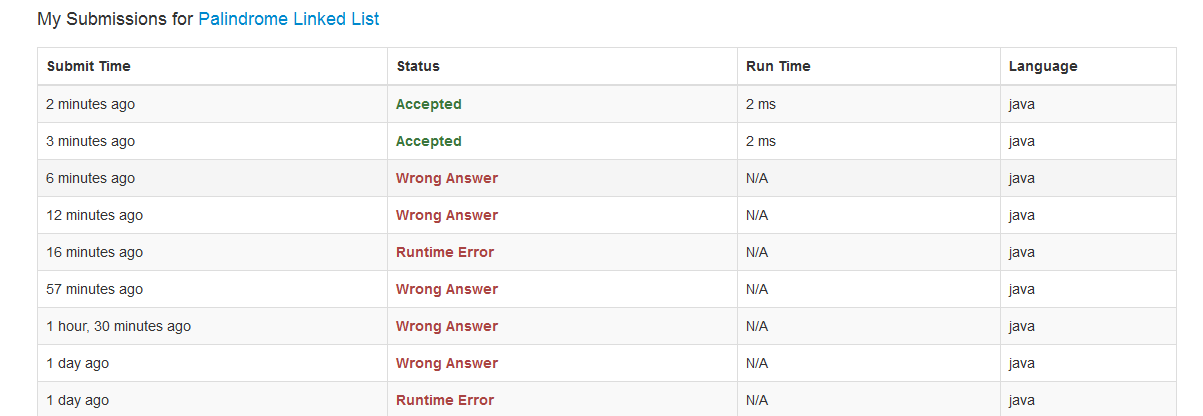 My Submissions for Palindrome Linked List
Submit Time Status Run Time Language
2 minutes ago Accepted 2 ms java
3 minutes ago Accepted 2 ms java
6 minutes ago Wrong Answer N/A java
12 minutes ago Wrong Answer N/A java
16 minutes ago Runtime Error N/A java
57 minutes ago Wrong Answer N/A java
1 hour, 30 minutes ago Wrong Answer N/A java
1 day ago Wrong Answer N/A java
1 day ago Runtime Error N/A java